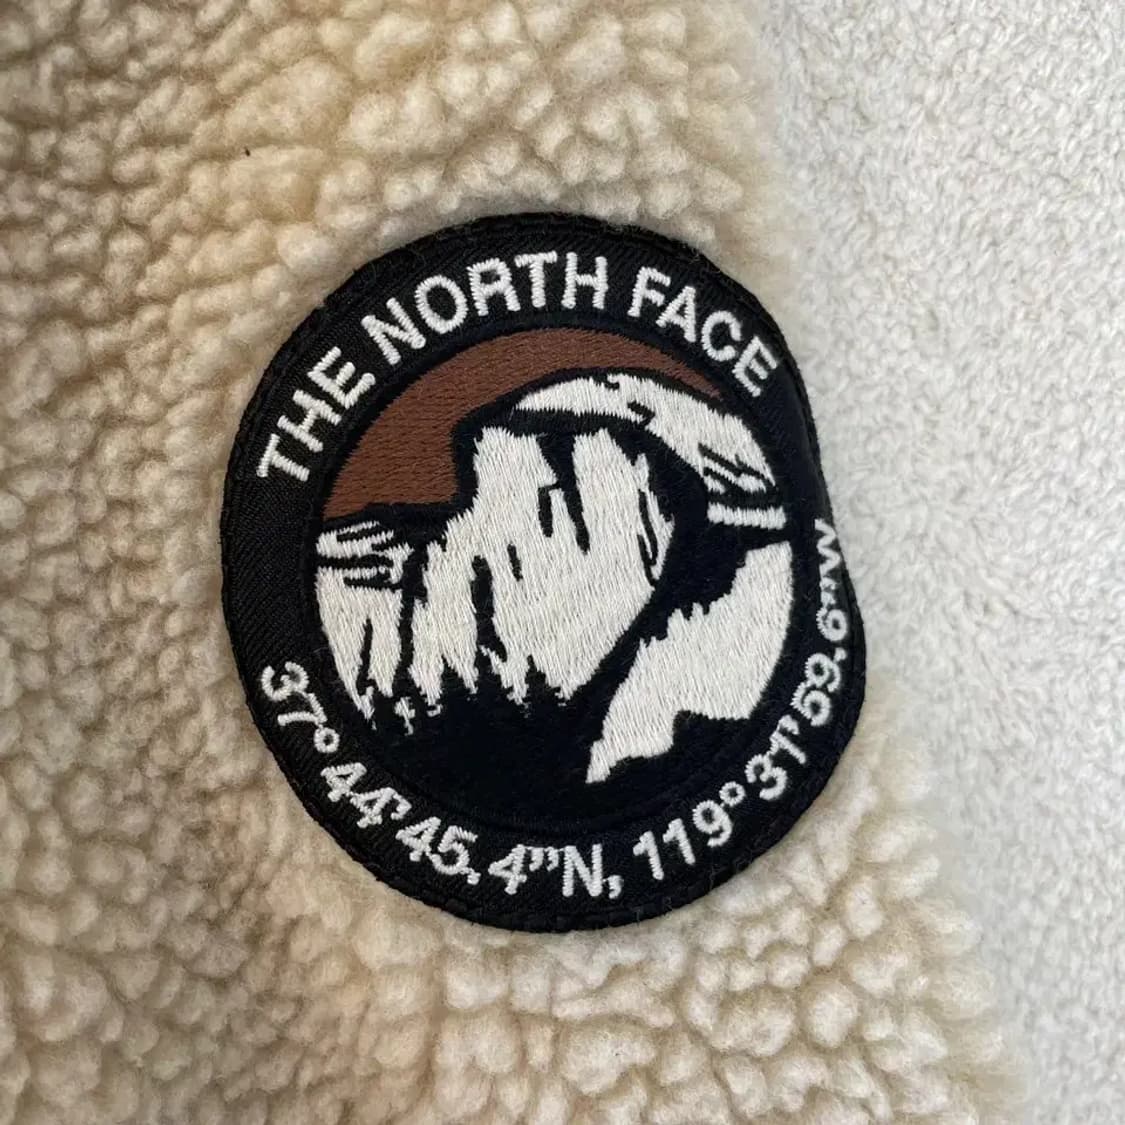 THE NORTH FACE
37° 44' 45.4"N, 119° 31' 59.6"W